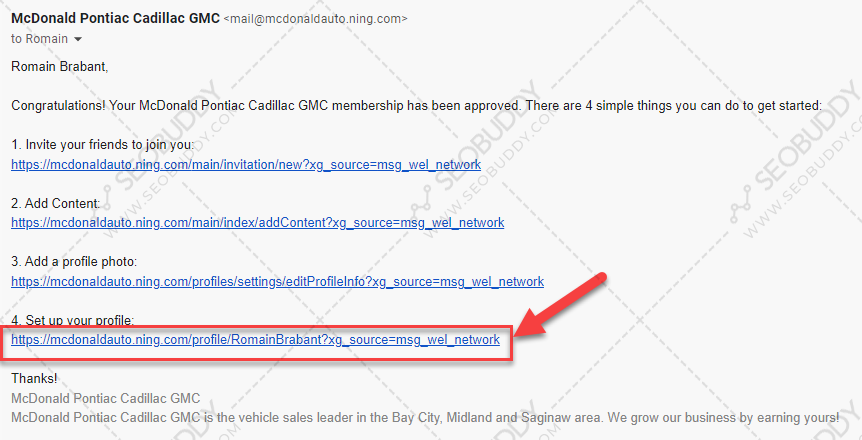 McDonald Pontiac Cadillac GMC <mail@mcdonaldauto.ning.com>
to Romain
Romain Brabant,
Congratulations! Your McDonald Pontiac Cadillac GMC membership has been approved. There are 4 simple things you can do to get started:
1. Invite your friends to join you:
https://mcdonaldauto.ning.com/main/invitation/new?xg_source=msg_wel_network
2. Add Content:
https://mcdonaldauto.ning.com/main/index/addContent?xg_source=msg_wel_network
3. Add a profile photo:
https://mcdonaldauto.ning.com/profiles/settings/editProfileInfo?xg_source=msg_wel_network
4. Set up your profile:
https://mcdonaldauto.ning.com/profile/RomainBrabant?xg_source=msg_wel_network
Thanks!
McDonald Pontiac Cadillac GMC
McDonald Pontiac Cadillac GMC is the vehicle sales leader in the Bay City, Midland and Saginaw area. We grow our business by earning yours!
SEOBUDDY
WWW.SEOBUDDY.COM
SEOBUDDY
WWW.SEOBUDDY.COM